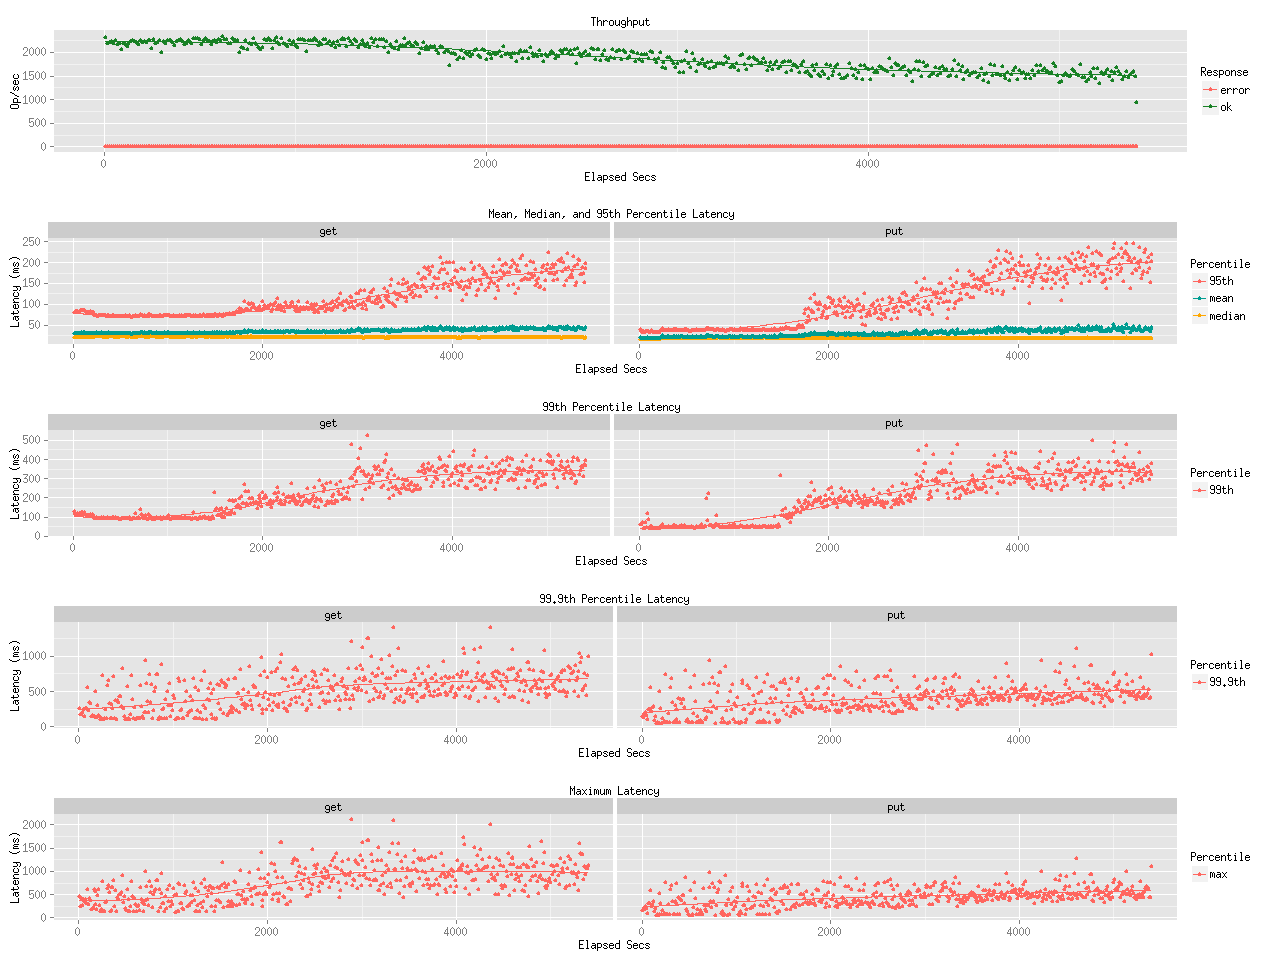 Throughput
Op/sec
2000
1500
1000
500
0
0 2000 4000
Elapsed Secs
Response
error
ok
Mean, Median, and 95th Percentile Latency
get put
Latency (ms)
250
200
150
100
50
0 2000 4000 0 2000 4000
Elapsed Secs
Percentile
95th
mean
median
99th Percentile Latency
get put
Latency (ms)
500
400
300
200
100
0
0 2000 4000 0 2000 4000
Elapsed Secs
Percentile
99th
99.9th Percentile Latency
get put
Latency (ms)
1000
500
0
0 2000 4000 0 2000 4000
Elapsed Secs
Percentile
99.9th
Maximum Latency
get put
Latency (ms)
2000
1500
1000
500
0
0 2000 4000 0 2000 4000
Elapsed Secs
Percentile
max